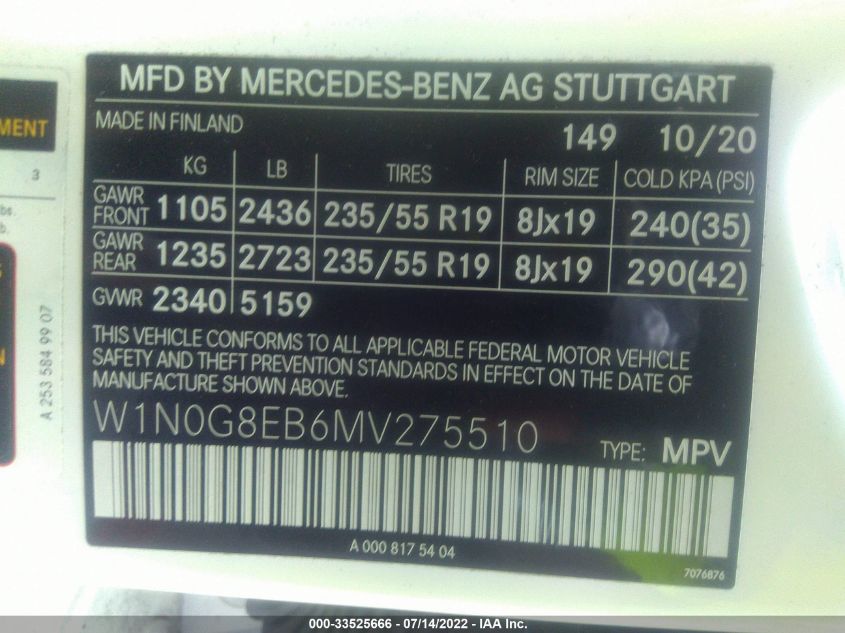 MFD BY MERCEDES-BENZ AG STUTTGART
MADE IN FINLAND 149 10/20
KG LB TIRES RIM SIZE COLD KPA (PSI)
GAWR FRONT 1105 2436 235/55 R19 8Jx19 240(35)
GAWR REAR 1235 2723 235/55 R19 8Jx19 290(42)
GVWR 2340 5159
THIS VEHICLE CONFORMS TO ALL APPLICABLE FEDERAL MOTOR VEHICLE
SAFETY AND THEFT PREVENTION STANDARDS IN EFFECT ON THE DATE OF
MANUFACTURE SHOWN ABOVE.
W1N0G8EB6MV275510
TYPE: MPV
A 000 817 54 04
7076876
MENT
3
lbs.
b.
G
N
A 253 584 99 07
000-33525666 - 07/14/2022 - IAA Inc.